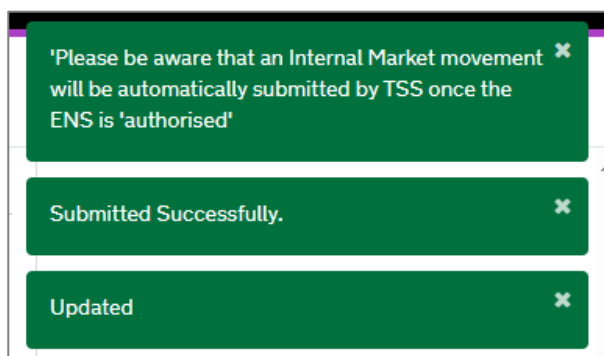 'Please be aware that an Internal Market movement
will be automatically submitted by TSS once the
ENS is 'authorised'
Submitted Successfully.
Updated